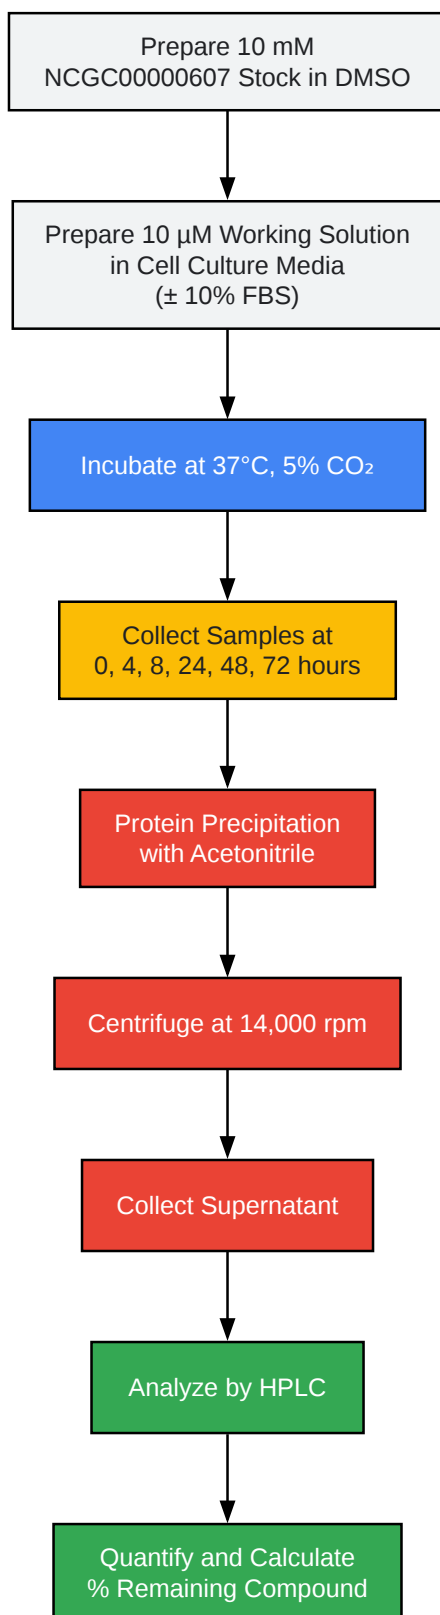 Prepare 10 mM
NCGC00000607 Stock in DMSO
Prepare 10 µM Working Solution
in Cell Culture Media
(± 10% FBS)
Incubate at 37°C, 5% CO₂
Collect Samples at
0, 4, 8, 24, 48, 72 hours
Protein Precipitation
with Acetonitrile
Centrifuge at 14,000 rpm
Collect Supernatant
Analyze by HPLC
Quantify and Calculate
% Remaining Compound